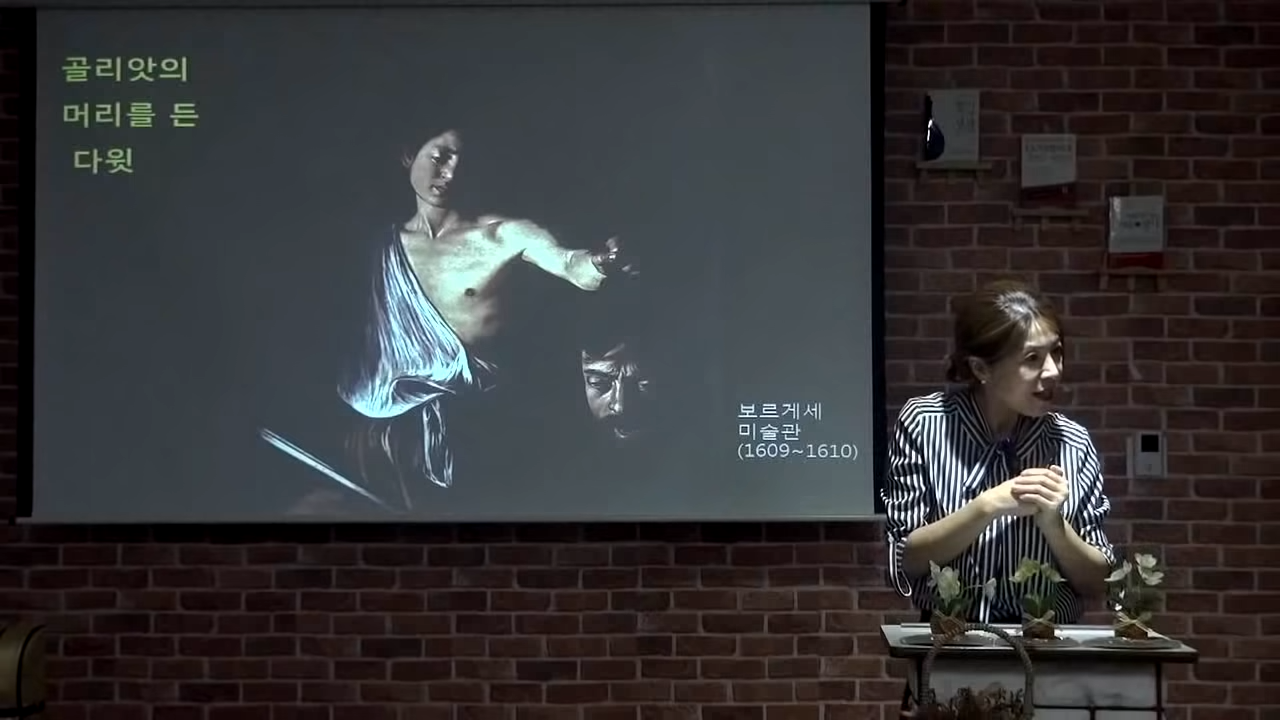 골리앗의
머리를 든
다윗
보르게세
미술관
(1609~1610)